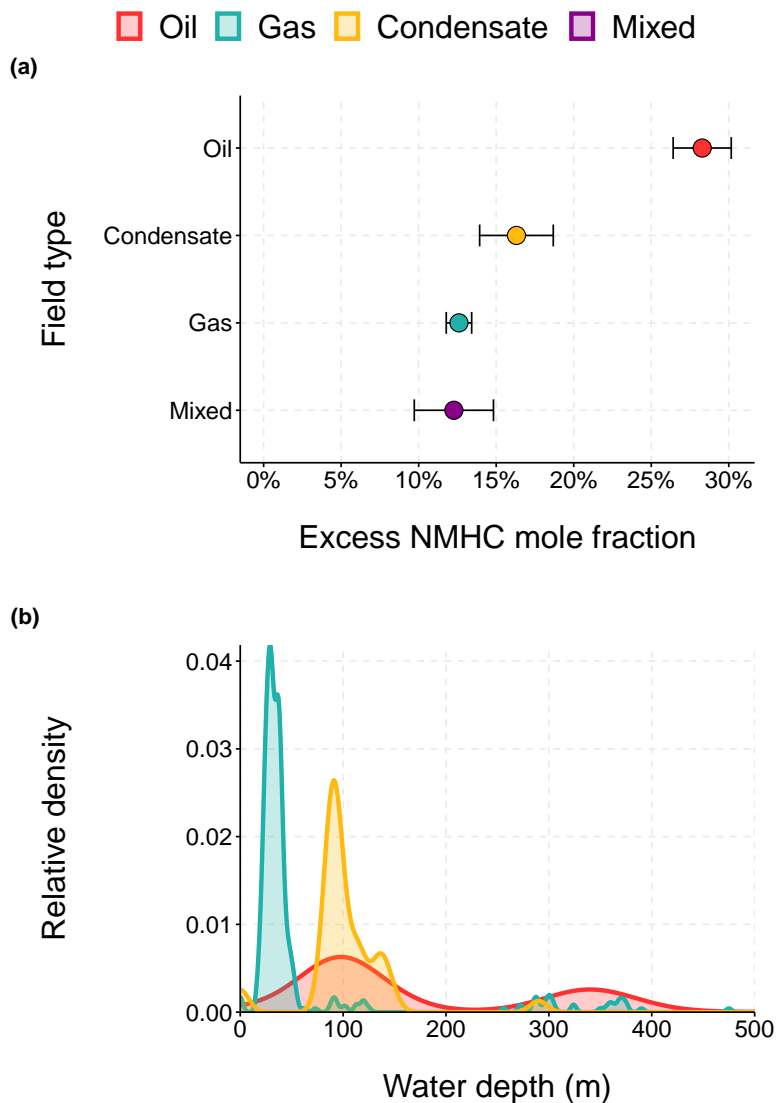 Oil Gas Condensate Mixed
(a)
Field type
Oil
Condensate
Gas
Mixed
0% 5% 10% 15% 20% 25% 30%
Excess NMHC mole fraction
(b)
Relative density
0.04
0.03
0.02
0.01
0.00
0 100 200 300 400 500
Water depth (m)